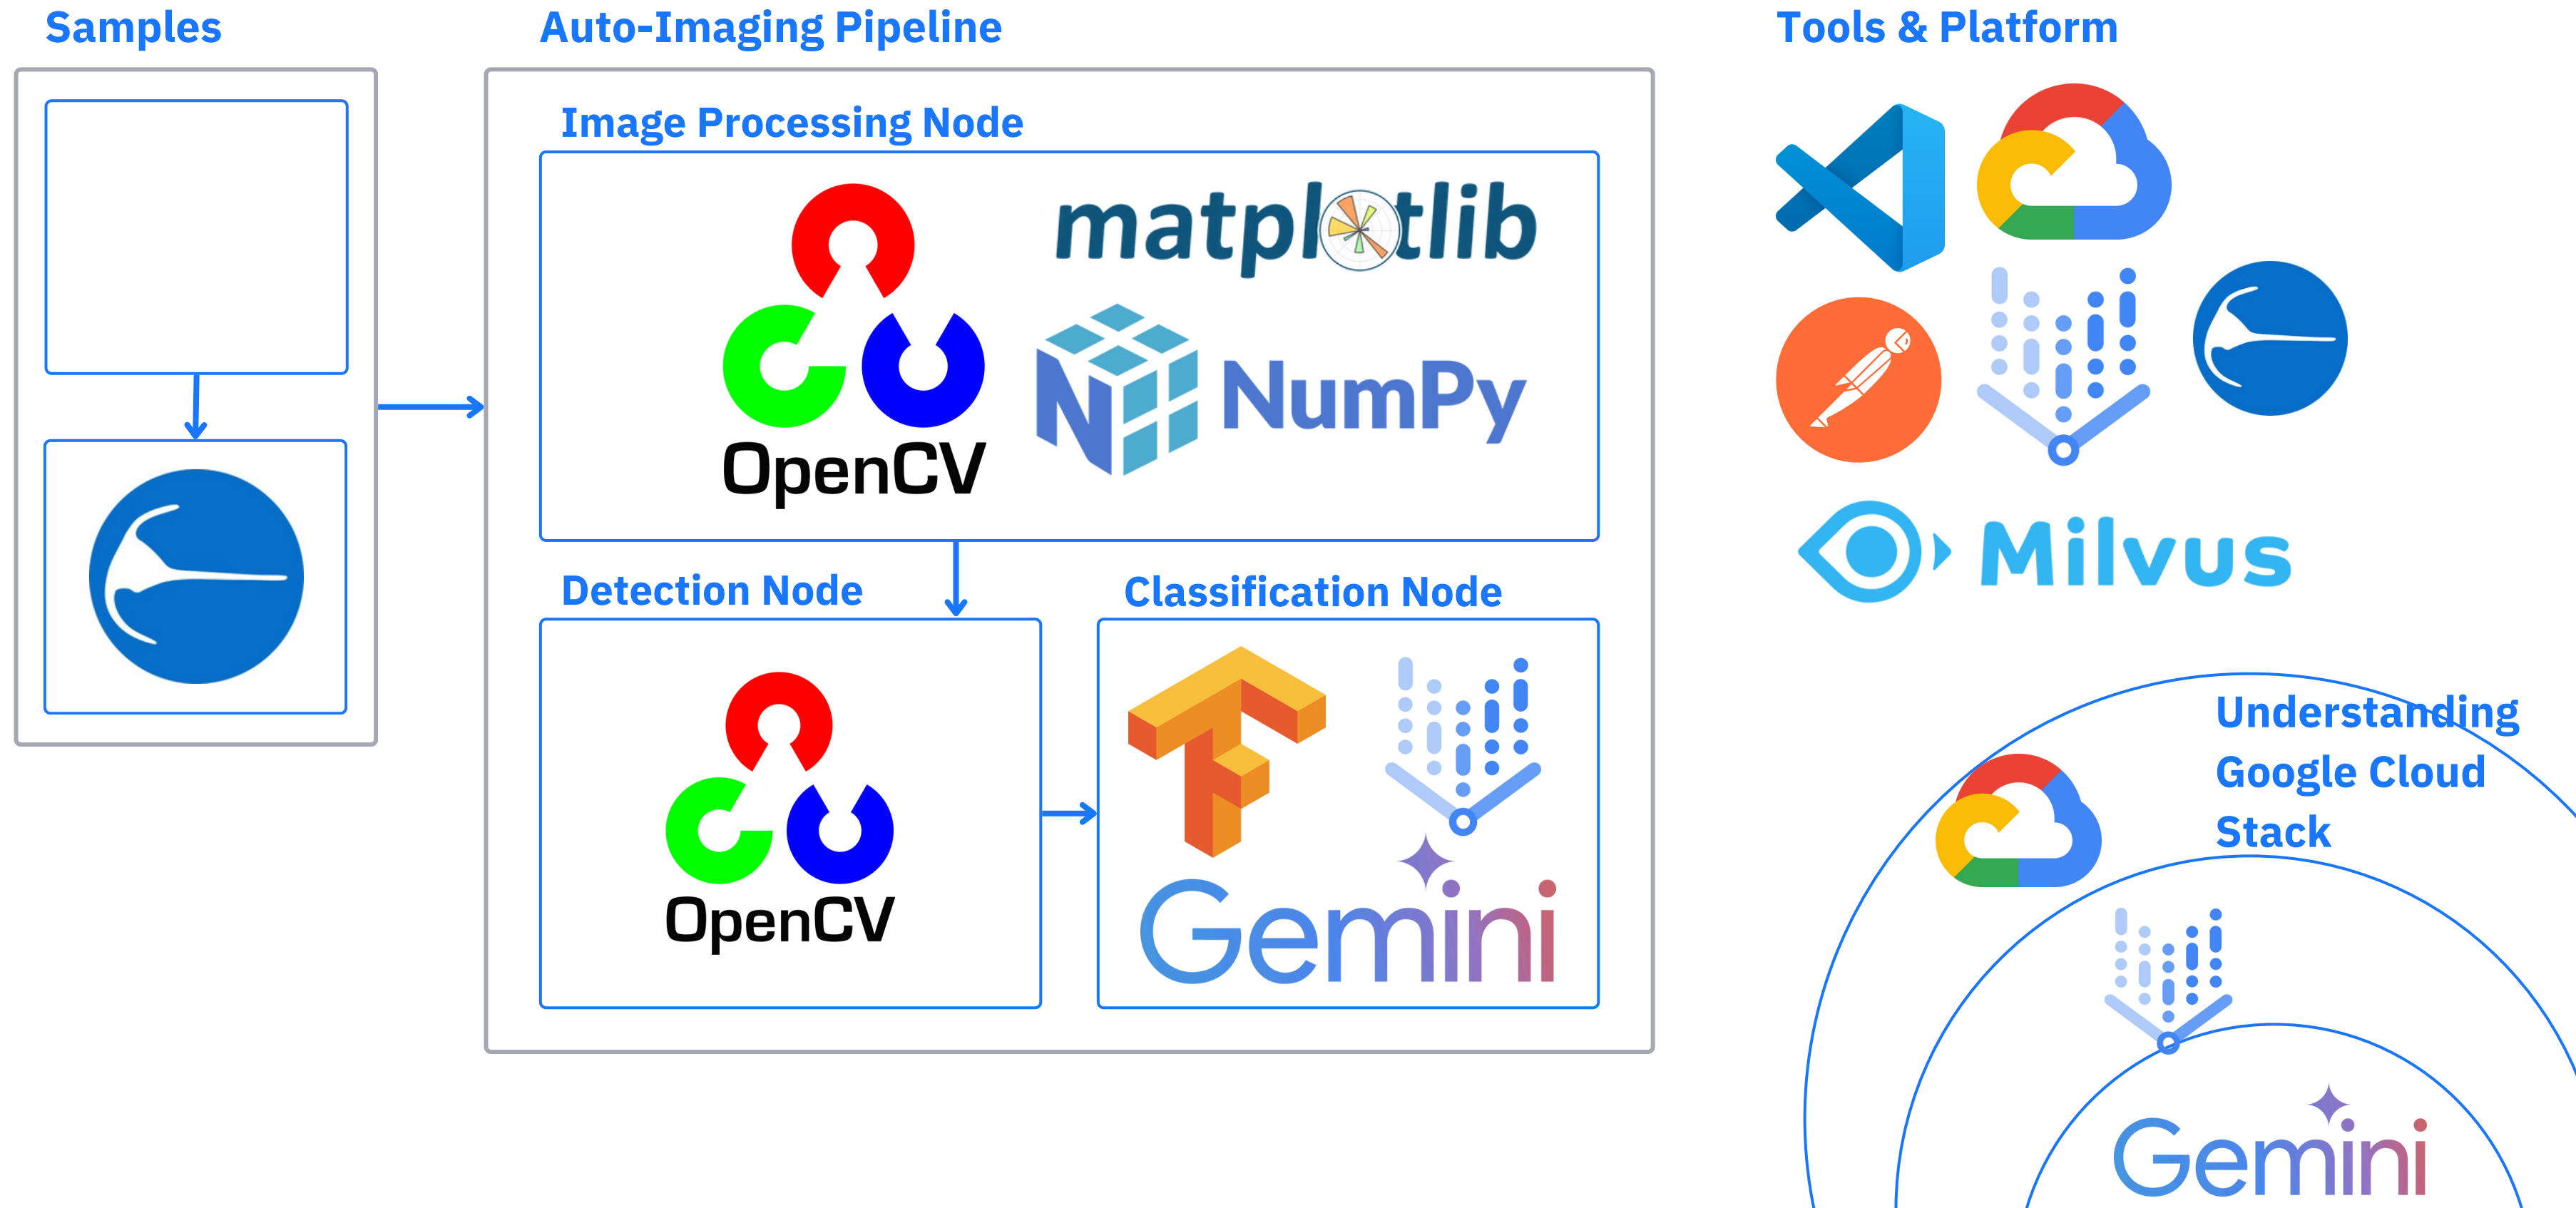 Samples
Auto-Imaging Pipeline
Tools & Platform
Image Processing Node
matplotlib
NumPy
OpenCV
Detection Node
Classification Node
OpenCV
Gemini
Milvus
Understanding
Google Cloud
Stack
Gemini